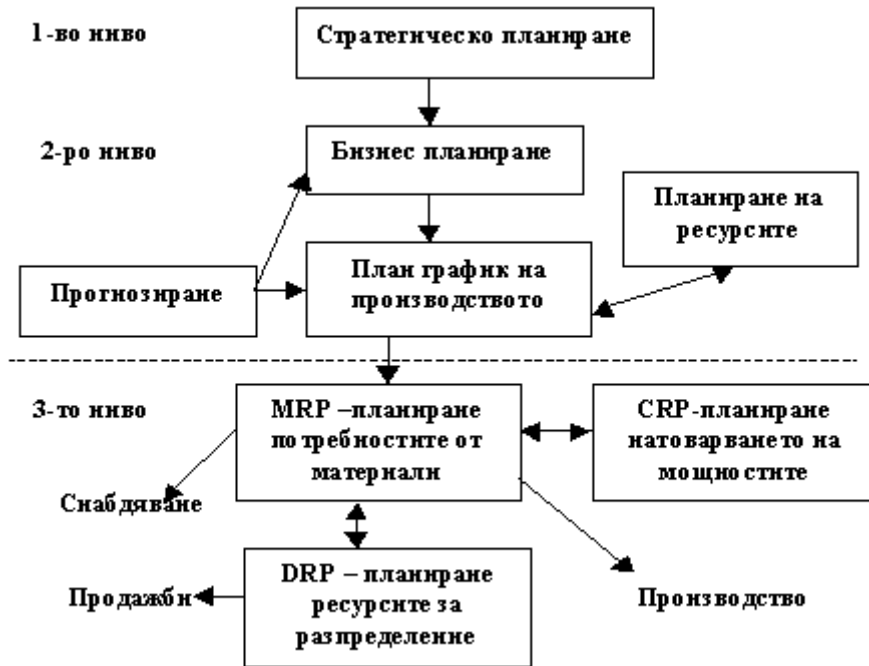 1-во ниво
Стратегическо планиране
2-ро ниво
Бизнес планиране
Планиране на
ресурсите
Прогнозиране
План график на
производството
3-то ниво
MRP –планиране
потребностите от
материали
CRP-планиране
натоварването на
мощностите
Снабдяване
Продажби
DRP – планиране
ресурсите за
разпределение
Производство